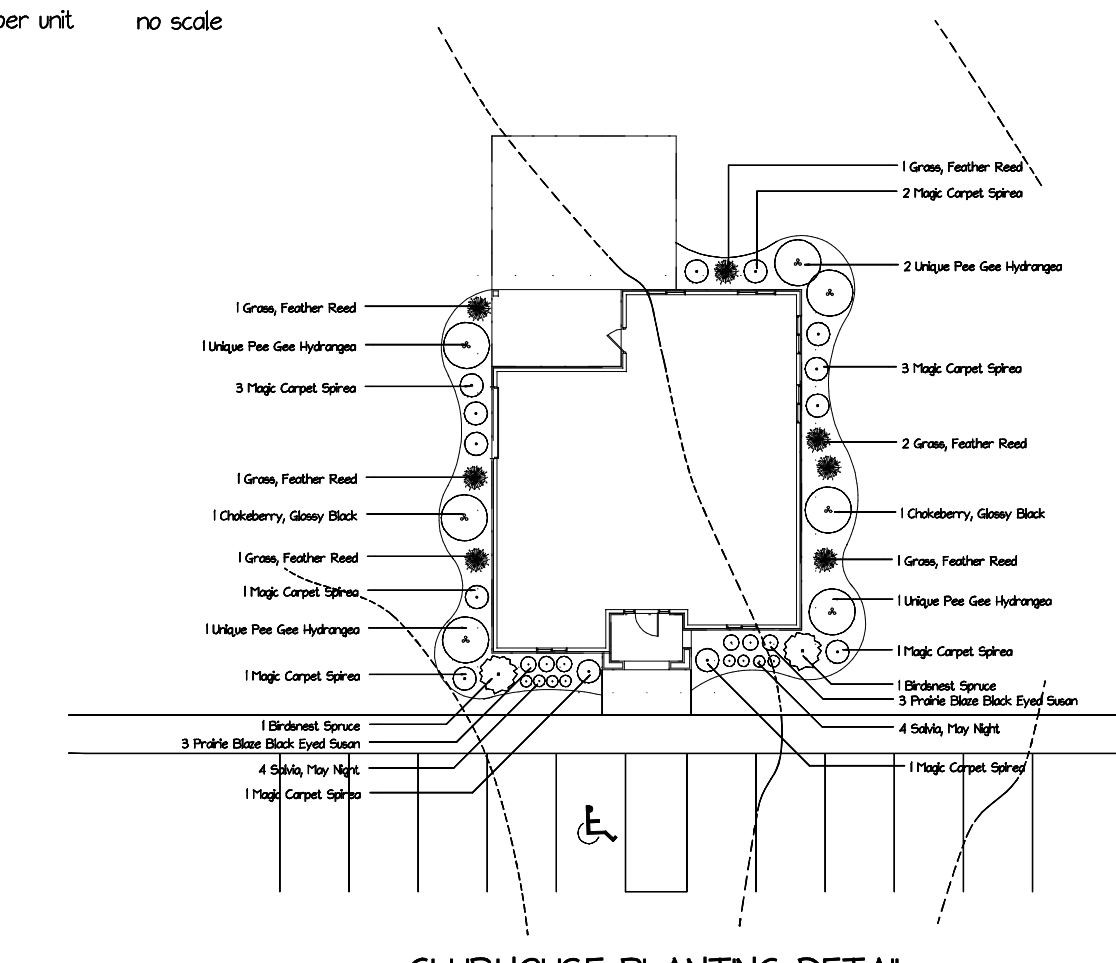 per unit no scale
1 Grass, Feather Reed
2 Magic Carpet Spirea
2 Unique Pee Gee Hydrangea
3 Magic Carpet Spirea
2 Grass, Feather Reed
1 Chokeberry, Glossy Black
1 Grass, Feather Reed
1 Unique Pee Gee Hydrangea
1 Magic Carpet Spirea
1 Birdsnest Spruce
3 Prairie Blaze Black Eyed Susan
4 Salvia, May Night
1 Magic Carpet Spirea
1 Grass, Feather Reed
1 Unique Pee Gee Hydrangea
3 Magic Carpet Spirea
1 Grass, Feather Reed
1 Chokeberry, Glossy Black
1 Grass, Feather Reed
1 Magic Carpet Spirea
1 Unique Pee Gee Hydrangea
1 Magic Carpet Spirea
1 Birdsnest Spruce
3 Prairie Blaze Black Eyed Susan
4 Salvia, May Night
1 Magic Carpet Spirea
CLUBHOUSE PLANTING DETAIL